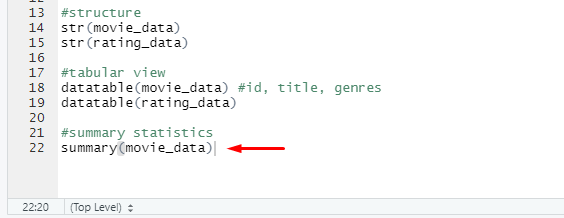 13 #structure
14 str(movie_data)
15 str(rating_data)
16
17 #tabular view
18 datatable(movie_data) #id, title, genres
19 datatable(rating_data)
20
21 #summary statistics
22 summary(movie_data)
22:20 (Top Level)